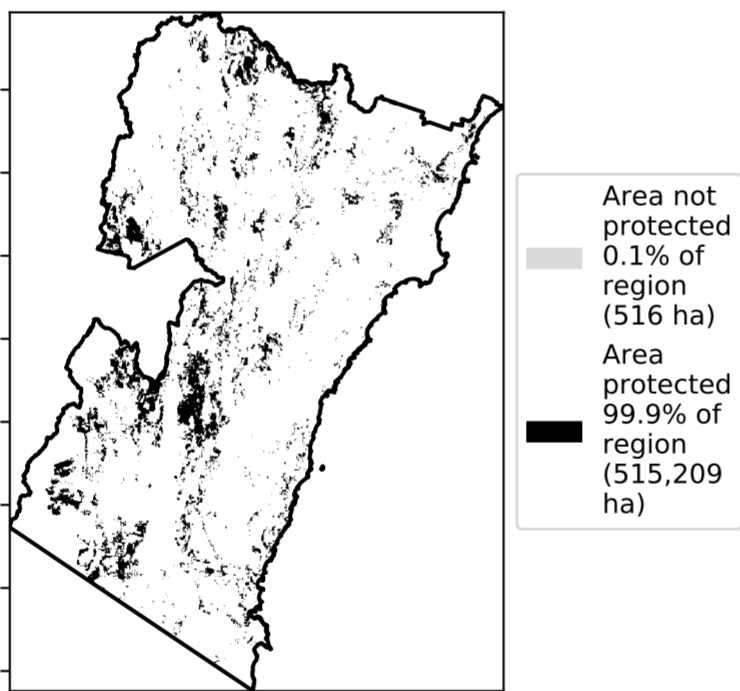 Area not
protected
0.1% of
region
(516 ha)
Area
protected
99.9% of
region
(515,209
ha)